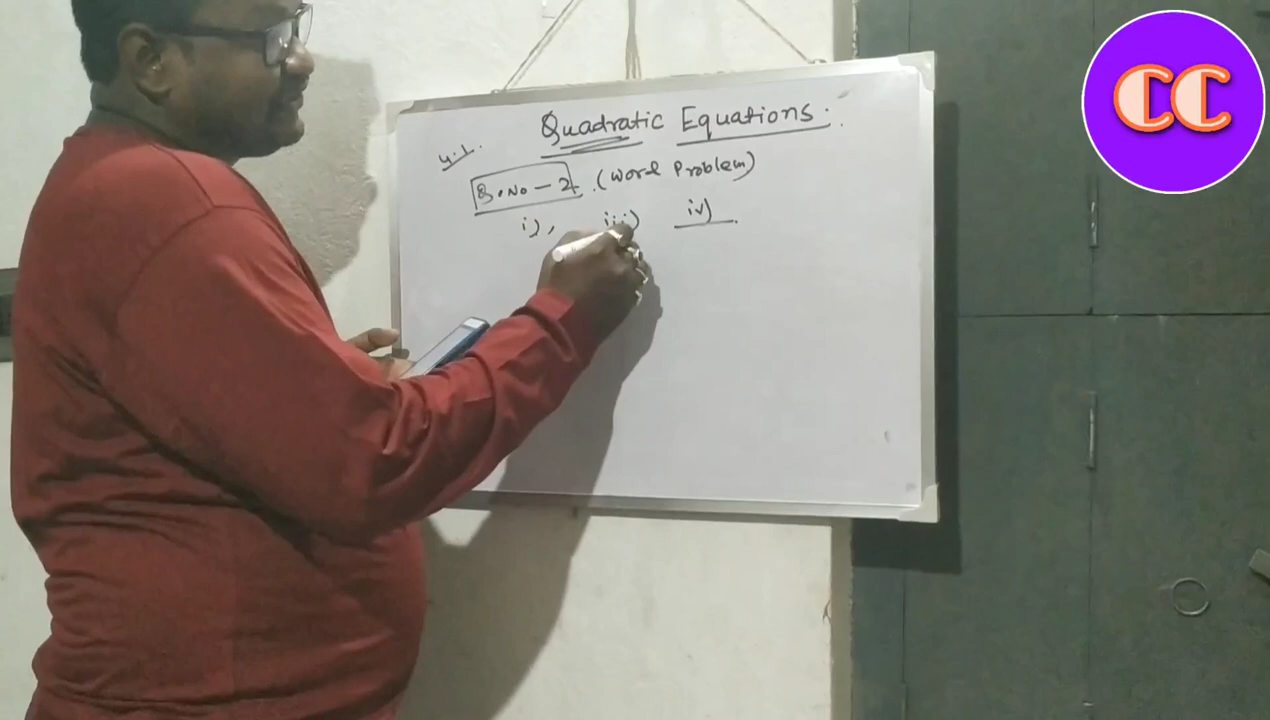 Quadratic Equations :
4.1.
Q.No - 2 . (Word Problem)
i), iii) iv)
CC